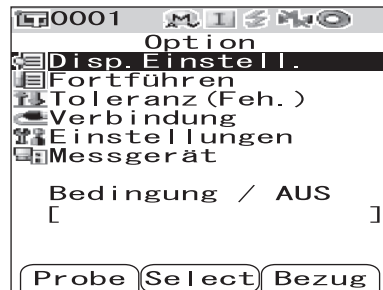 0001 M I
Option
Disp.Einstell.
Fortführen
Toleranz(Feh.)
Verbindung
Einstellungen
Messgerät
Bedingung / AUS
[ ]
Probe Select Bezug